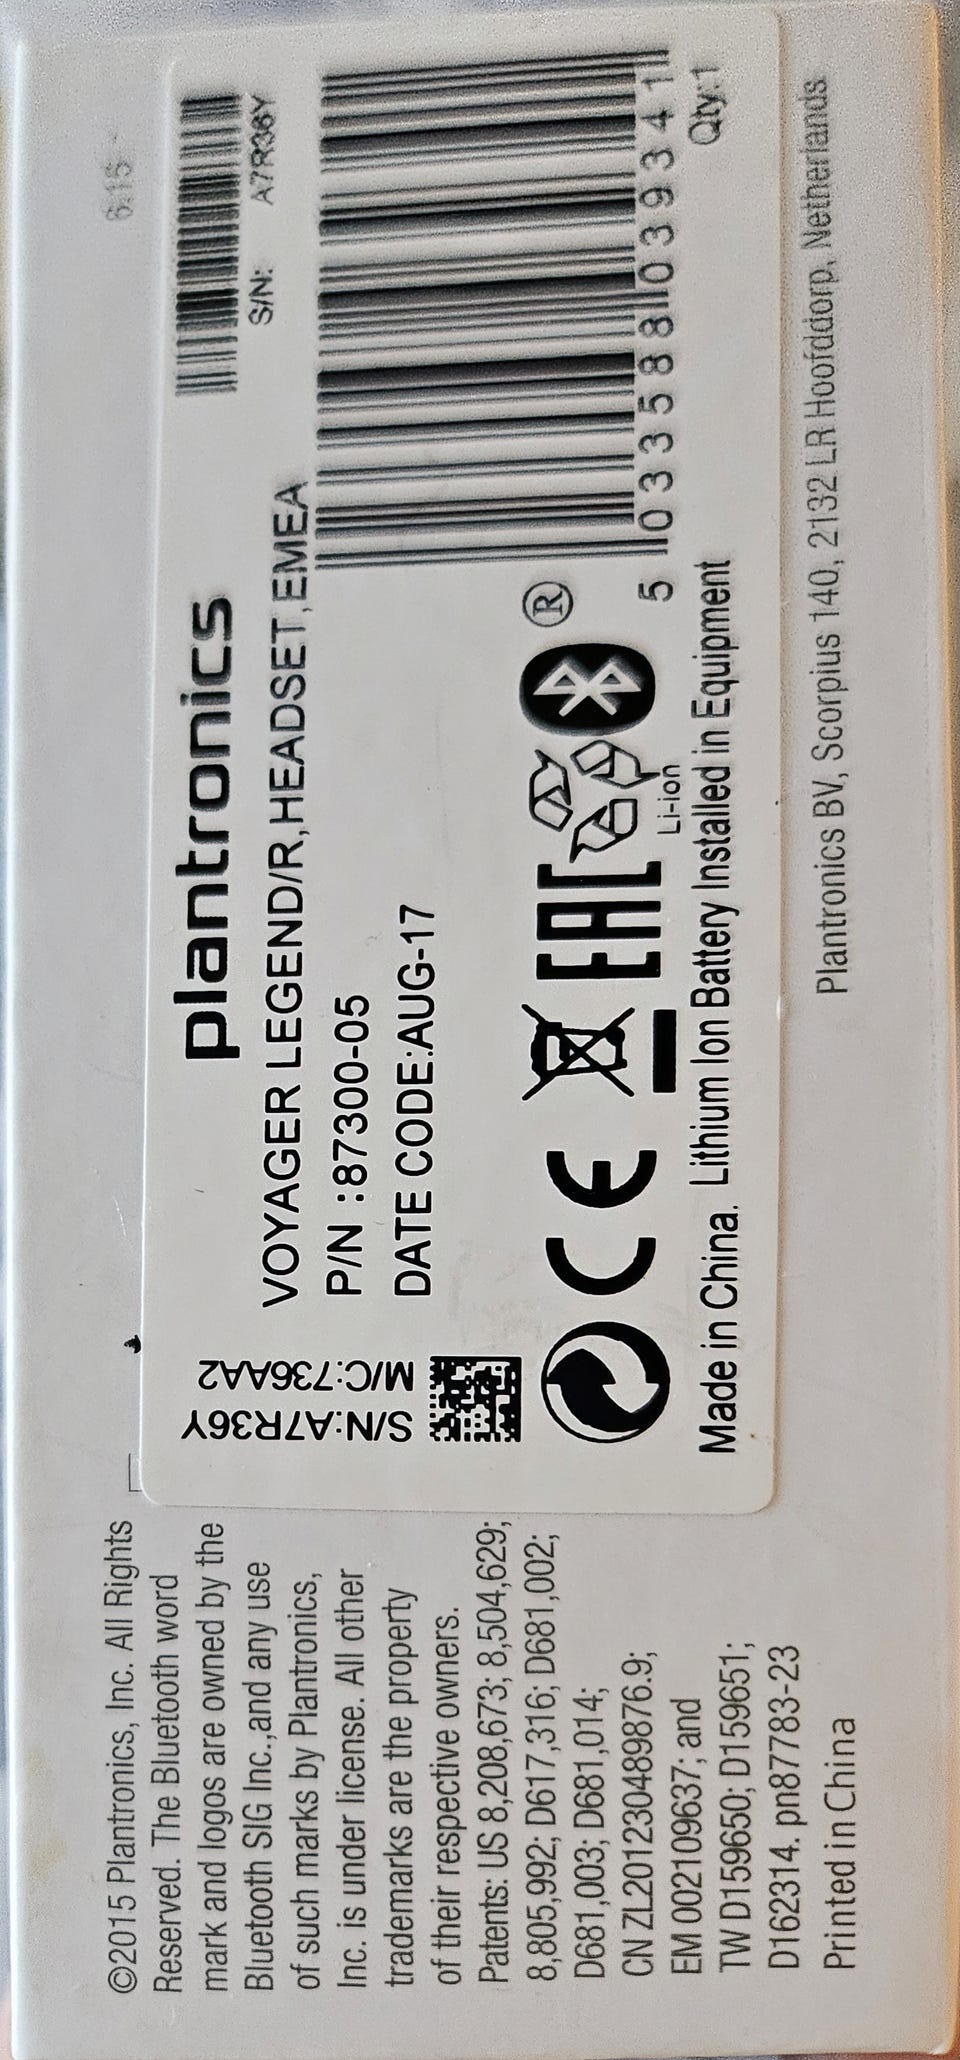 ©2015 Plantronics, Inc. All Rights
Reserved. The Bluetooth word
mark and logos are owned by the
Bluetooth SIG Inc.,and any use
of such marks by Plantronics,
Inc. is under license. All other
trademarks are the property
of their respective owners.
Patents: US 8,208,673; 8,504,629;
8,805,992; D617,316; D681,002;
D681,003; D681,014;
CN ZL201230489876.9;
EM 002109637; and
TW D159650; D159651;
D162314. pn87783-23
Printed in China
S/N:A7R36Y
M/C:736AA2
plantronics
VOYAGER LEGEND/R,HEADSET,EMEA
P/N :87300-05
DATE CODE:AUG-17
6.15
S/N: A7R36Y
CE EAC ®
Li-ion
5 033588 039341
Qty:1
Made in China. Lithium Ion Battery Installed in Equipment
Plantronics BV, Scorpius 140, 2132 LR Hoofddorp, Netherlands